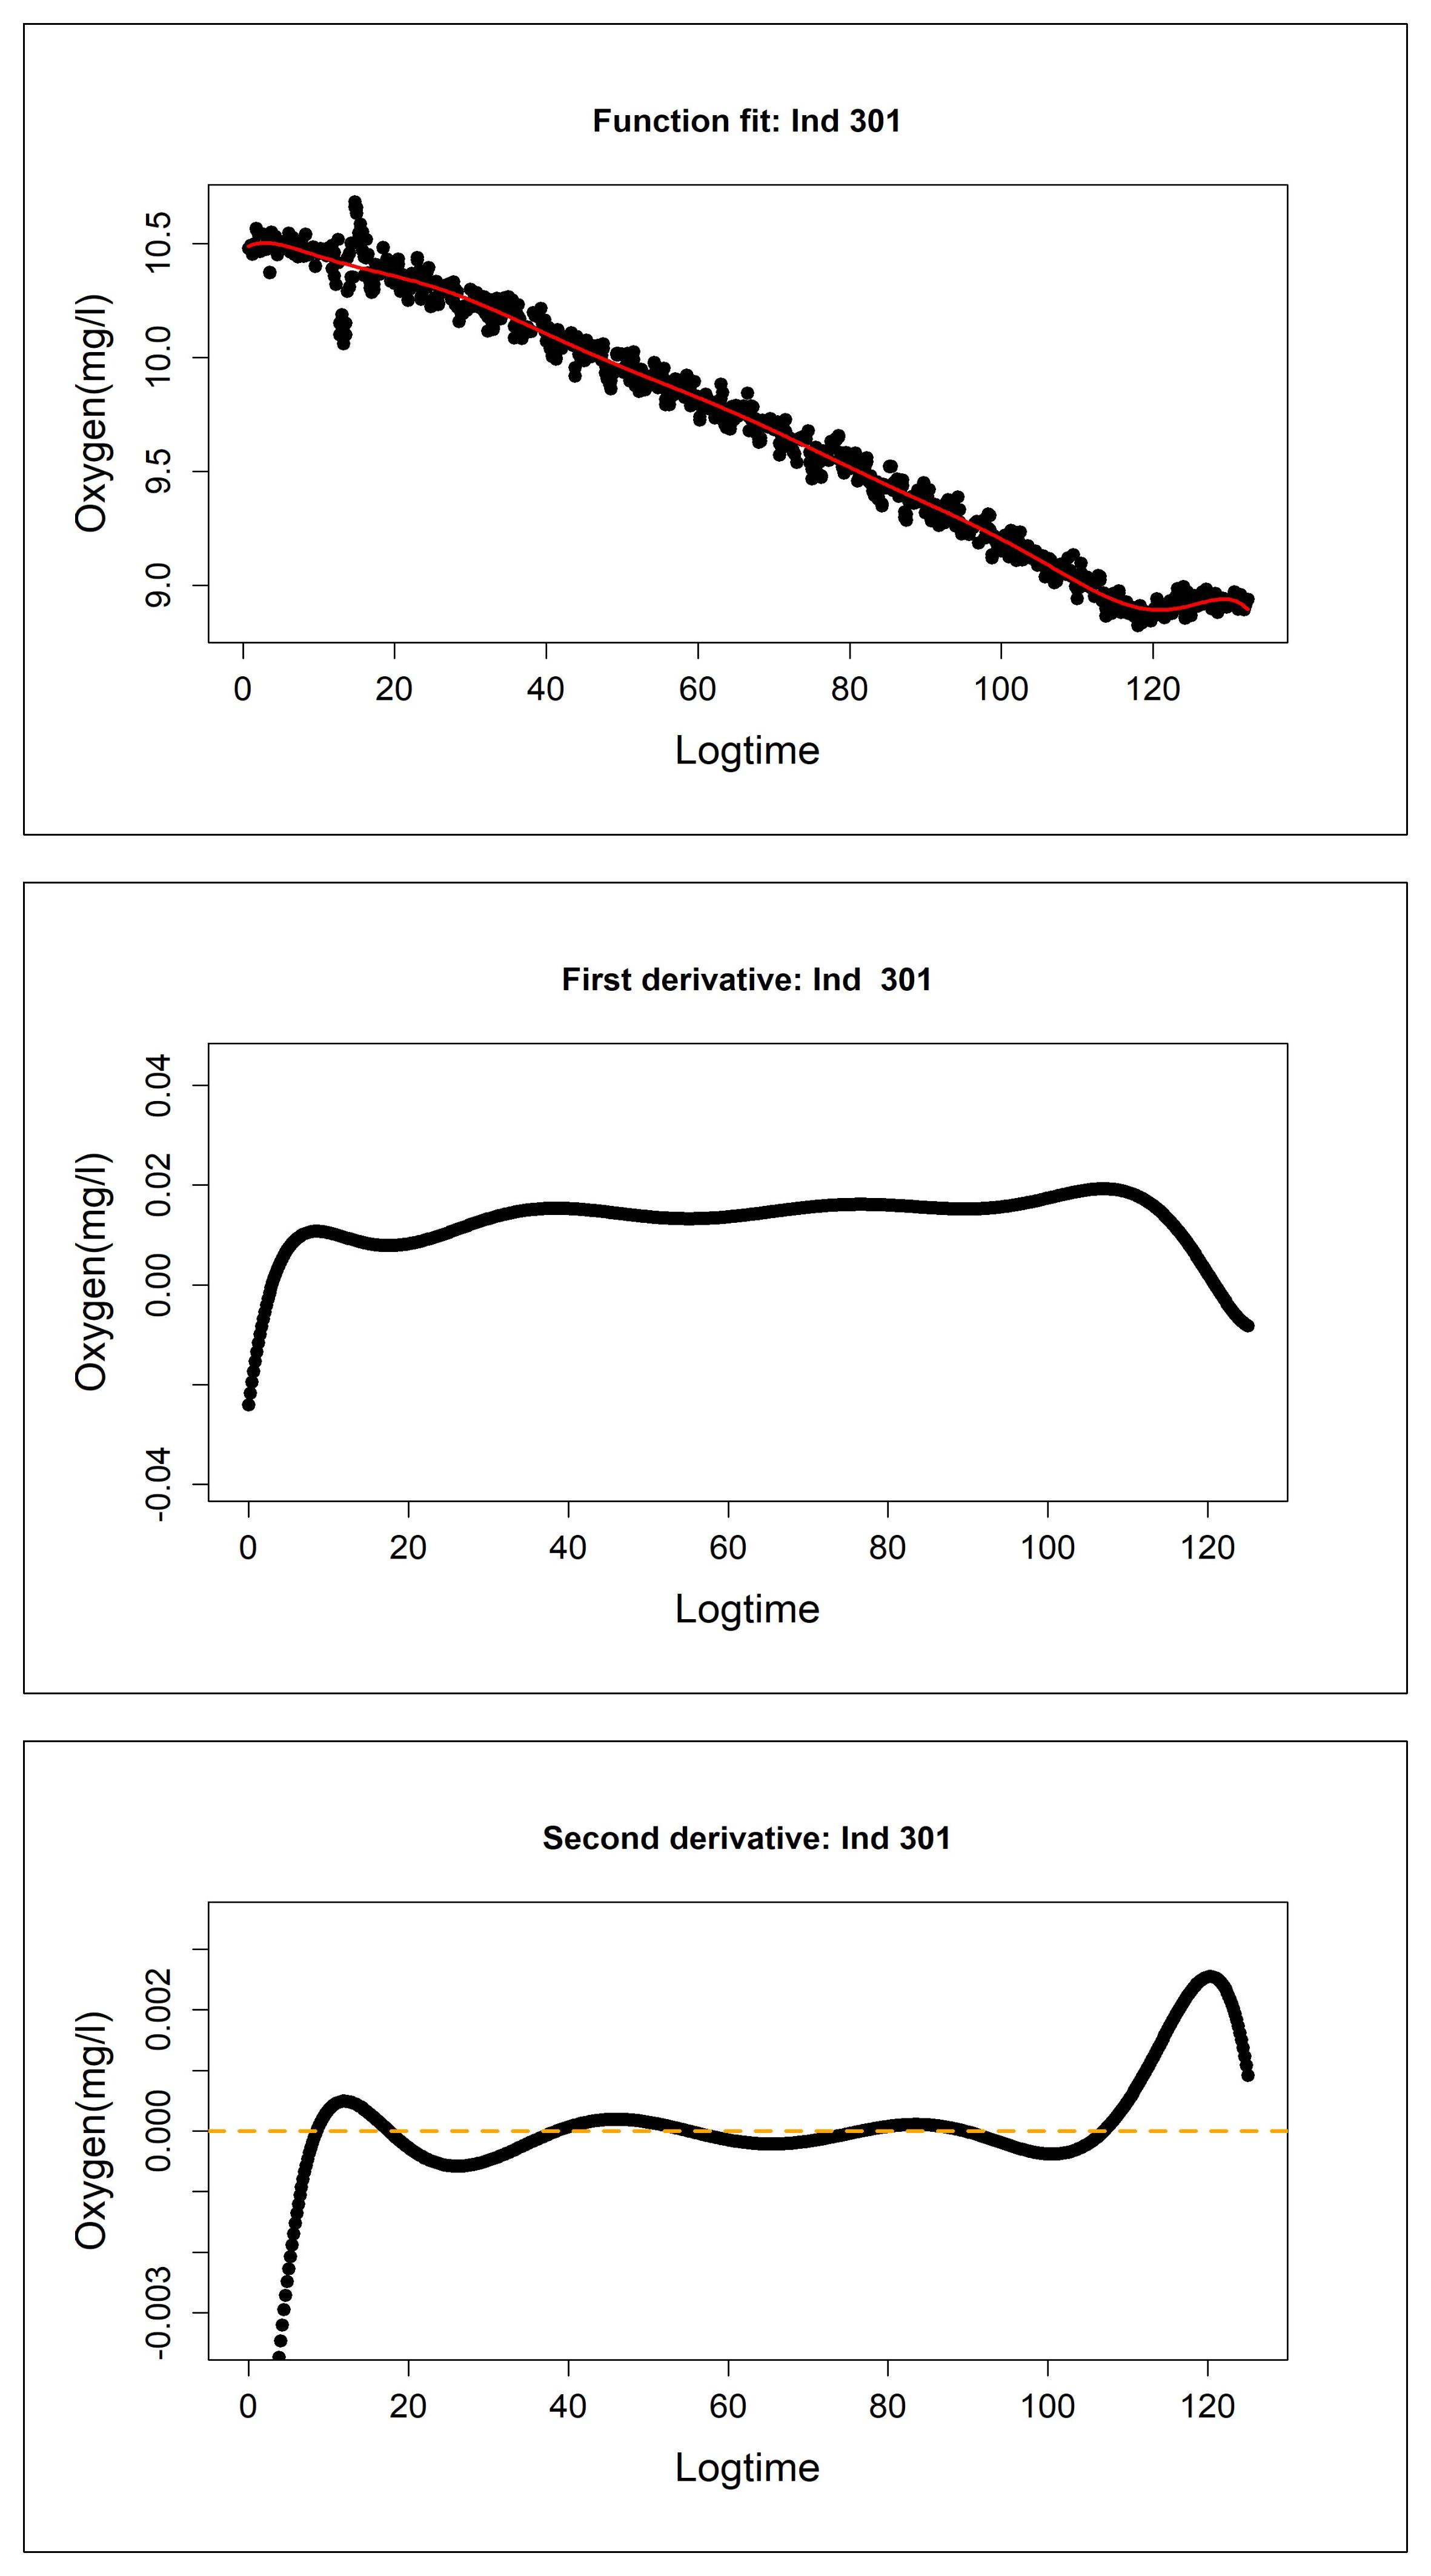 Function fit: Ind 301
Oxygen(mg/l)
10.5
10.0
9.5
9.0
0 20 40 60 80 100 120
Logtime
First derivative: Ind  301
Oxygen(mg/l)
0.04
0.02
0.00
-0.04
0 20 40 60 80 100 120
Logtime
Second derivative: Ind 301
Oxygen(mg/l)
0.002
0.000
-0.003
0 20 40 60 80 100 120
Logtime